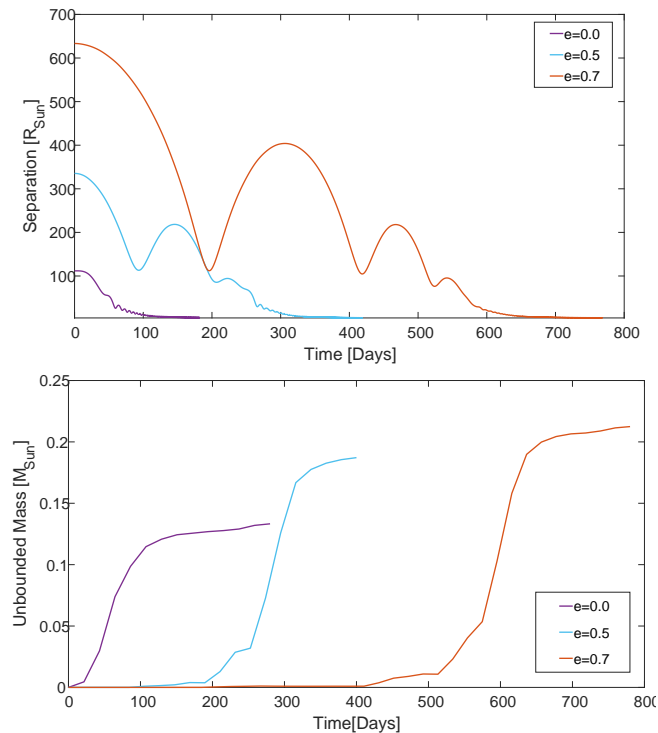 700
600
500
400
300
200
100
Separation [R_Sun]
e=0.0
e=0.5
e=0.7
0 100 200 300 400 500 600 700 800
Time [Days]
0.25
0.2
0.15
0.1
0.05
0
Unbounded Mass [M_Sun]
e=0.0
e=0.5
e=0.7
0 100 200 300 400 500 600 700 800
Time[Days]